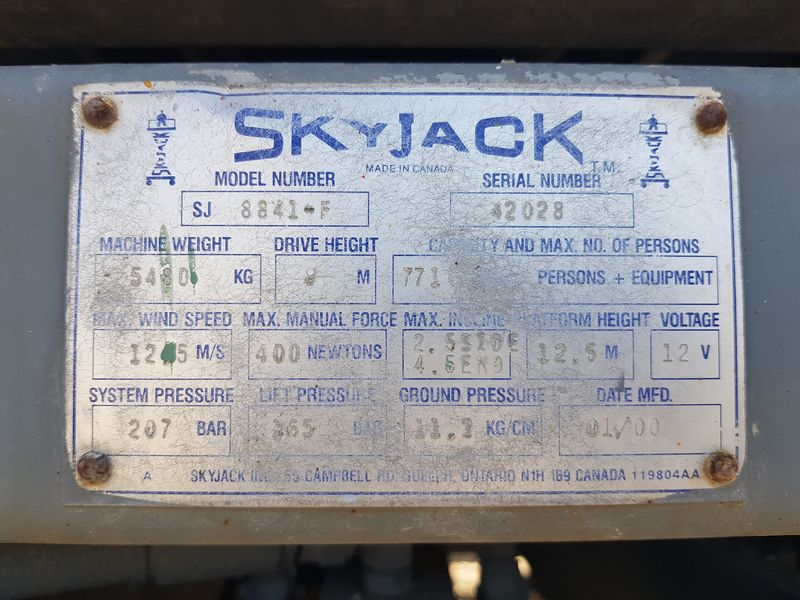 SKYJACK TM
MADE IN CANADA
MODEL NUMBER SERIAL NUMBER
SJ 8841-F 42028
MACHINE WEIGHT DRIVE HEIGHT CAPACITY AND MAX. NO. OF PERSONS
KG M 771 PERSONS + EQUIPMENT
MAX. WIND SPEED MAX. MANUAL FORCE MAX. INCLINE PLATFORM HEIGHT VOLTAGE
M/S 400 NEWTONS 2.5SIDE 12.5 M 12 V
4.5END
SYSTEM PRESSURE LIFT PRESSURE GROUND PRESSURE DATE MFD.
207 BAR BAR KG/CM 01/00
A SKYJACK INC. 55 CAMPBELL RD. GUELPH, ONTARIO N1H 1B9 CANADA 119804AA